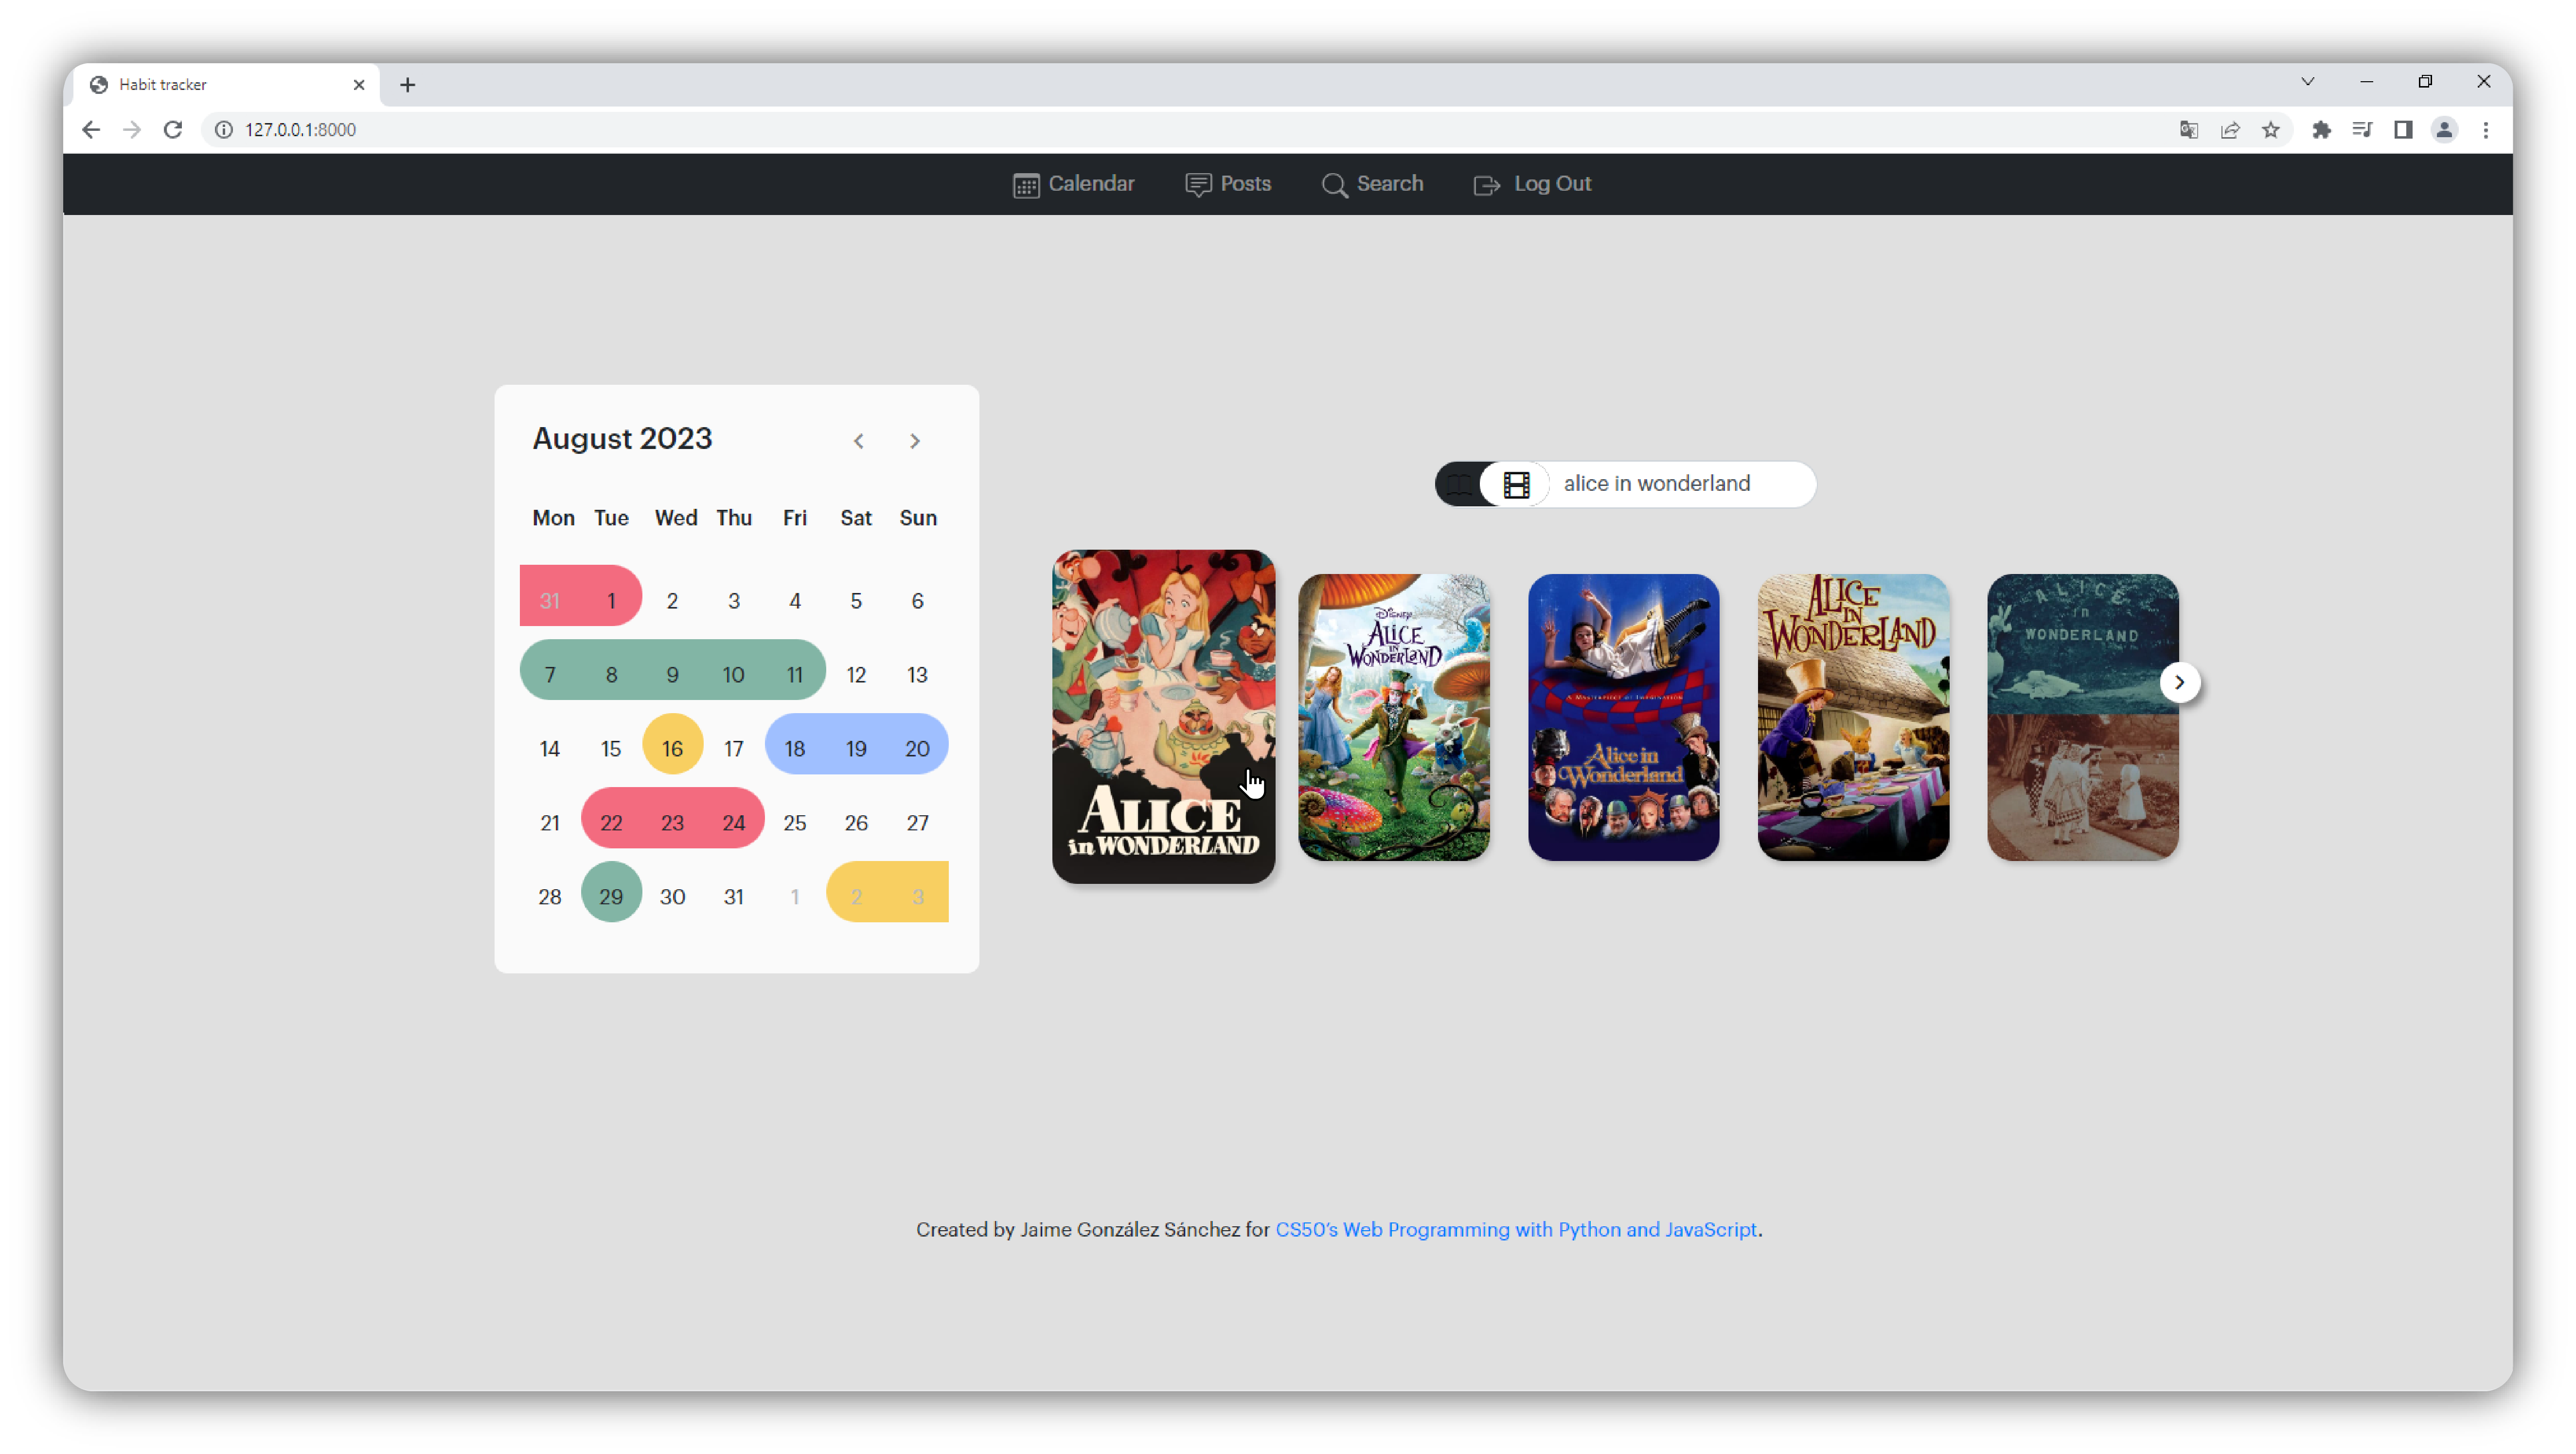 Habit tracker
127.0.0.1:8000
Calendar Posts Search Log Out
August 2023
Mon Tue Wed Thu Fri Sat Sun
31 1 2 3 4 5 6
7 8 9 10 11 12 13
14 15 16 17 18 19 20
21 22 23 24 25 26 27
28 29 30 31 1 2 3
alice in wonderland
ALICE
in WONDERLAND
DISNEY
ALICE
IN
WONDERLAND
A MASTERPIECE OF IMAGINATION
Alice in
Wonderland
ALICE
IN
WONDERLAND
ALICE
in
WONDERLAND
Created by Jaime González Sánchez for CS50's Web Programming with Python and JavaScript.